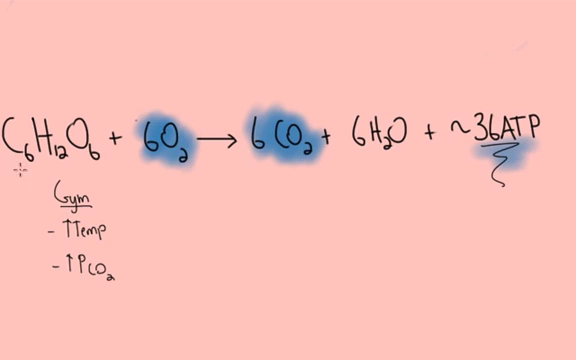 C₆H₁₂O₆ + 6O₂ → 6CO₂ + 6H₂O + ~36ATP
Gym
- ↑Temp
- ↑PCO₂